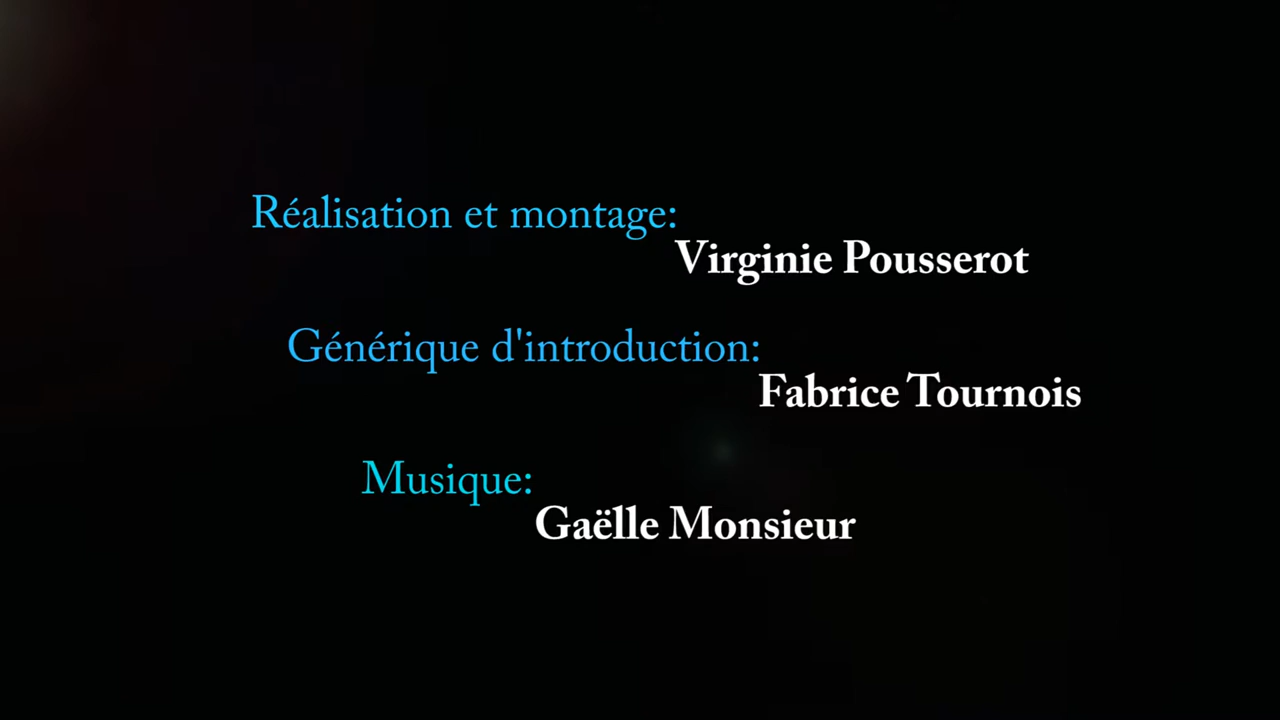 Réalisation et montage:
Virginie Pousserot
Générique d'introduction:
Fabrice Tournois
Musique:
Gaëlle Monsieur